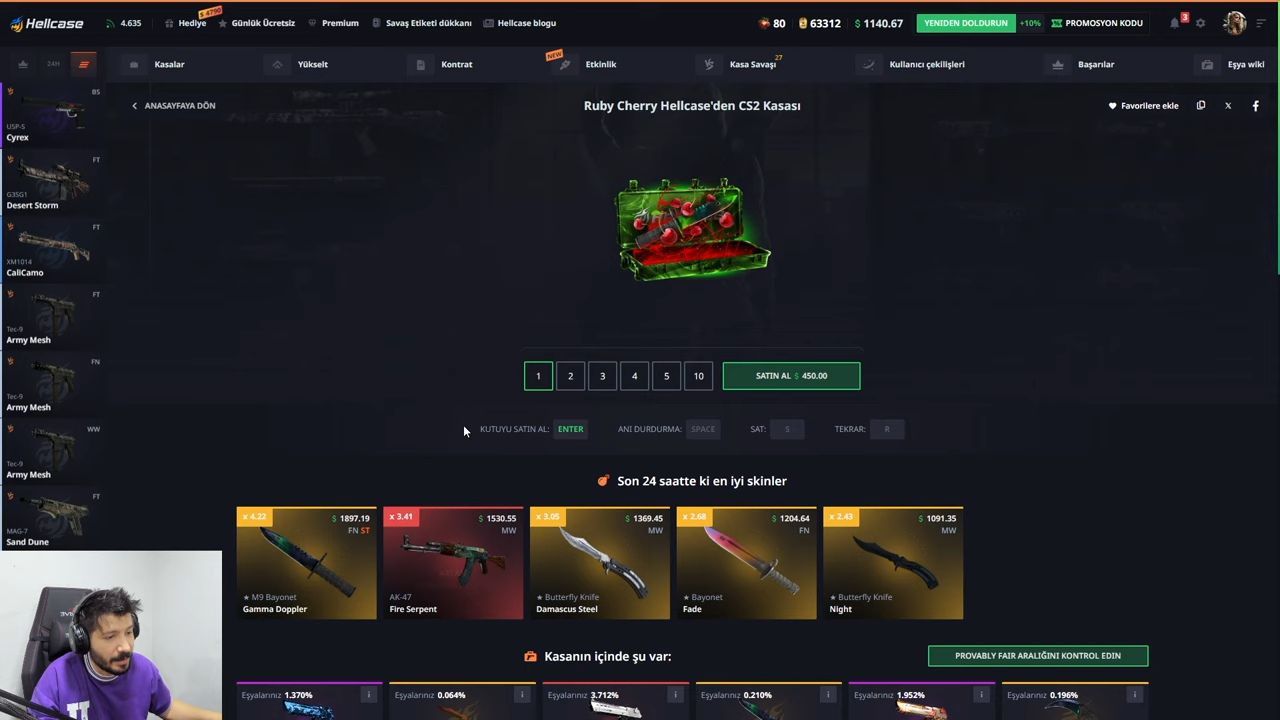 Hellcase
4.635
Hediye
$ 4790
Günlük Ücretsiz
Premium
Savaş Etiketi dükkanı
Hellcase blogu
80
63312
$ 1140.67
YENİDEN DOLDURUN
+10%
PROMOSYON KODU
3
24H
Kasalar
Yükselt
Kontrat
NEW
Etkinlik
Kasa Savaşı
27
Kullanıcı çekilişleri
Başarılar
Eşya wiki
BS
USP-S
Cyrex
FT
G3SG1
Desert Storm
FT
XM1014
CaliCamo
FT
Tec-9
Army Mesh
FN
Tec-9
Army Mesh
WW
Tec-9
Army Mesh
FT
MAG-7
Sand Dune
ANASAYFAYA DÖN
Ruby Cherry Hellcase'den CS2 Kasası
Favorilere ekle
1
2
3
4
5
10
SATIN AL $ 450.00
KUTUYU SATIN AL: ENTER
ANI DURDURMA: SPACE
SAT: S
TEKRAR: R
Son 24 saatte ki en iyi skinler
x 4.22
$ 1897.19
FN ST
★ M9 Bayonet
Gamma Doppler
x 3.41
$ 1530.55
MW
AK-47
Fire Serpent
x 3.05
$ 1369.45
MW
★ Butterfly Knife
Damascus Steel
x 2.68
$ 1204.64
FN
★ Bayonet
Fade
x 2.43
$ 1091.35
MW
★ Butterfly Knife
Night
Kasanın içinde şu var:
PROVABLY FAIR ARALIĞINI KONTROL EDIN
Eşyalarınız 1.370%
Eşyalarınız 0.064%
Eşyalarınız 3.712%
Eşyalarınız 0.210%
Eşyalarınız 1.952%
Eşyalarınız 0.196%